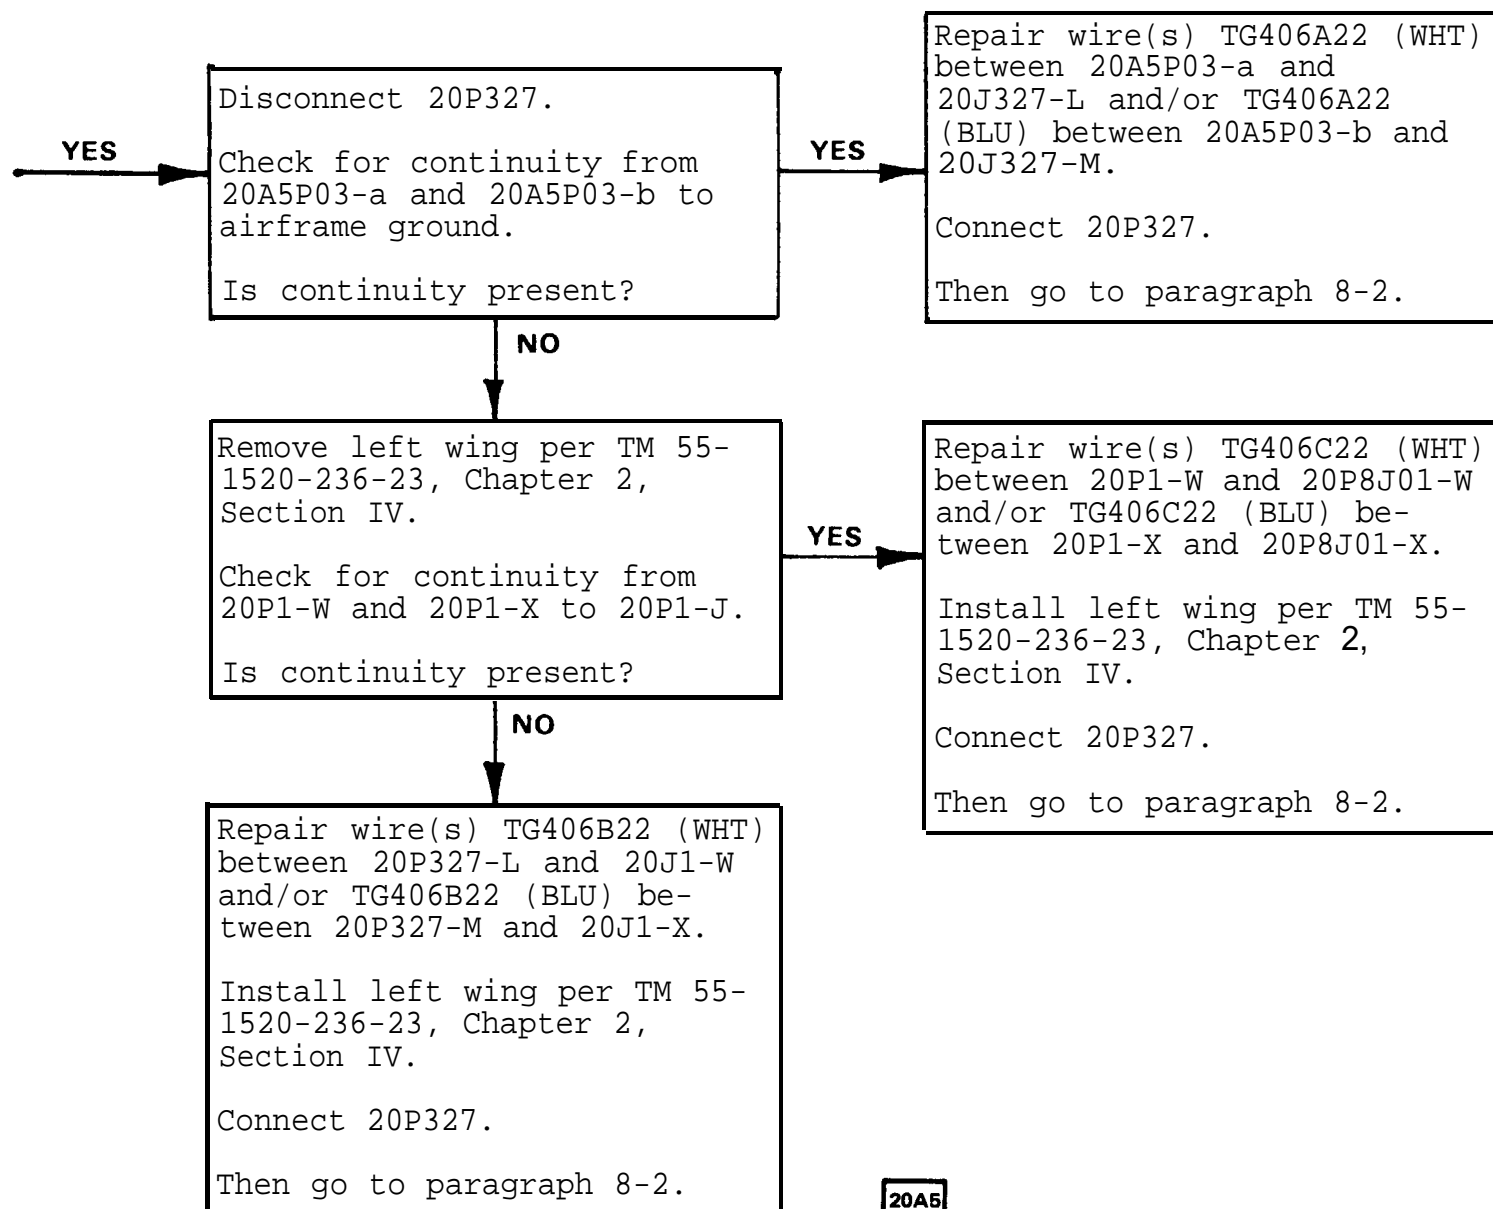 YES
Disconnect 20P327.
Check for continuity from
20A5P03-a and 20A5P03-b to
airframe ground.
Is continuity present?
YES
Repair wire(s) TG406A22 (WHT)
between 20A5P03-a and
20J327-L and/or TG406A22
(BLU) between 20A5P03-b and
20J327-M.
Connect 20P327.
Then go to paragraph 8-2.
NO
Remove left wing per TM 55-
1520-236-23, Chapter 2,
Section IV.
Check for continuity from
20P1-W and 20P1-X to 20P1-J.
Is continuity present?
YES
Repair wire(s) TG406C22 (WHT)
between 20P1-W and 20P8J01-W
and/or TG406C22 (BLU) be-
tween 20P1-X and 20P8J01-X.
Install left wing per TM 55-
1520-236-23, Chapter 2,
Section IV.
Connect 20P327.
Then go to paragraph 8-2.
NO
Repair wire(s) TG406B22 (WHT)
between 20P327-L and 20J1-W
and/or TG406B22 (BLU) be-
tween 20P327-M and 20J1-X.
Install left wing per TM 55-
1520-236-23, Chapter 2,
Section IV.
Connect 20P327.
Then go to paragraph 8-2.
20A5